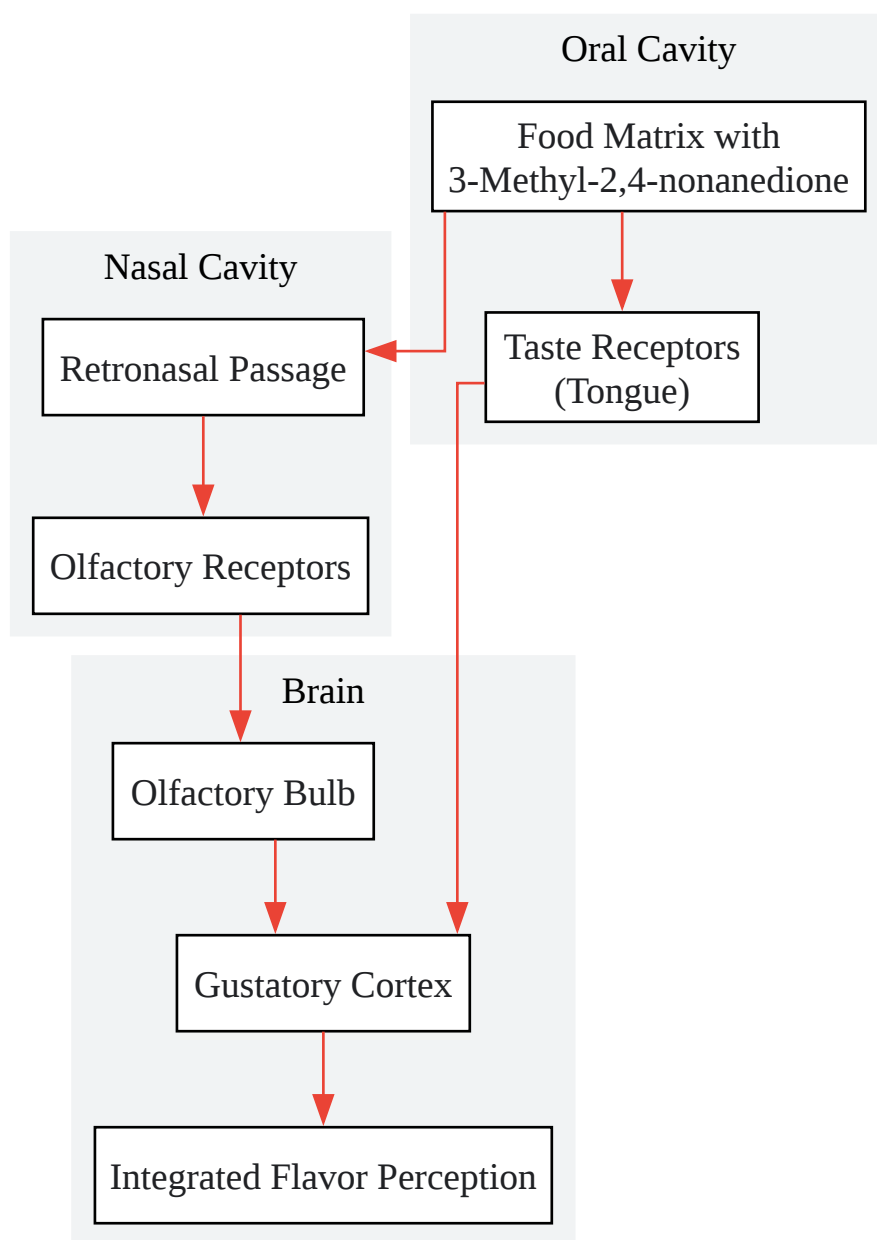 Oral Cavity
Food Matrix with
3-Methyl-2,4-nonanedione
Nasal Cavity
Retronasal Passage
Taste Receptors
(Tongue)
Olfactory Receptors
Brain
Olfactory Bulb
Gustatory Cortex
Integrated Flavor Perception